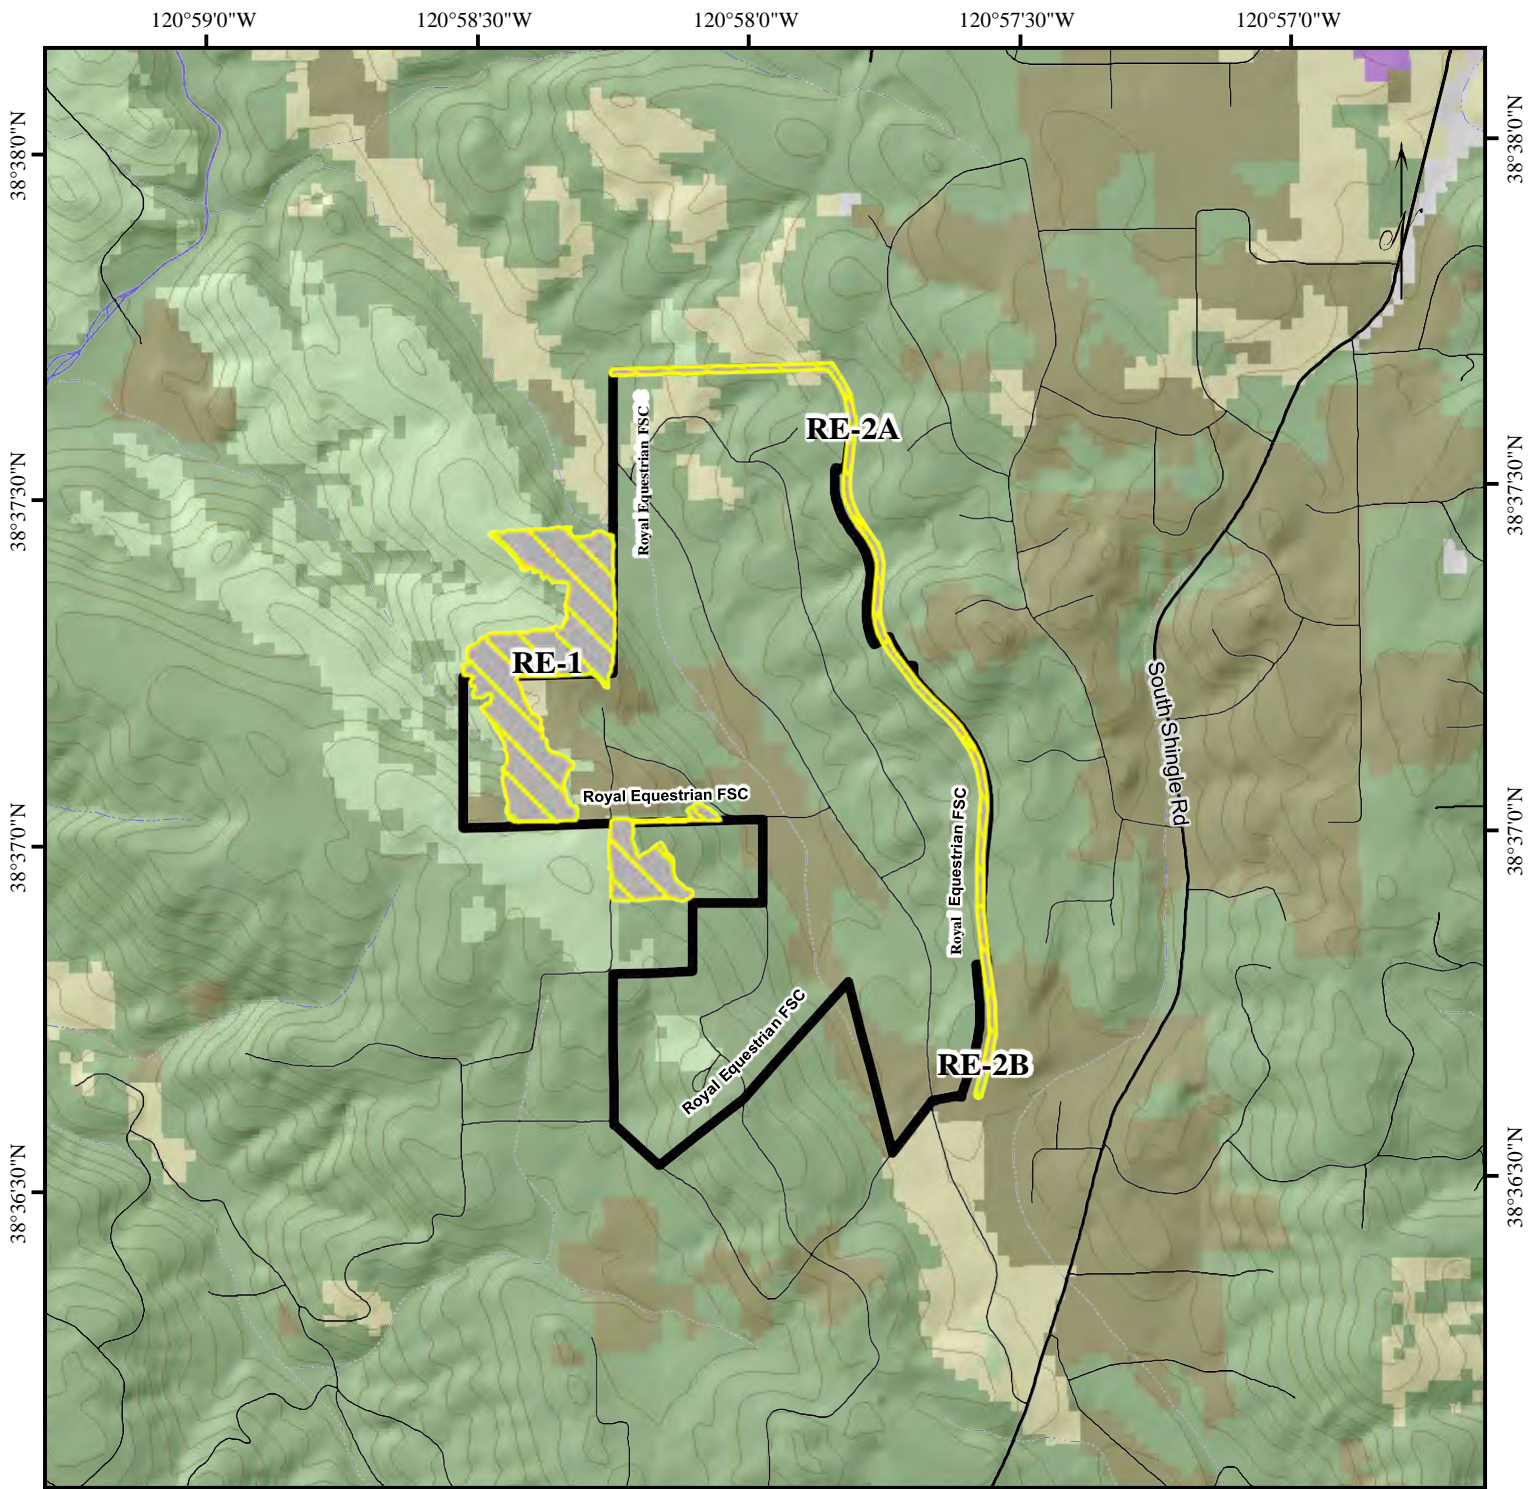 120°59'0"W
120°58'30"W
120°58'0"W
120°57'30"W
120°57'0"W
38°38'0"N
38°38'0"N
RE-2A
Royal Equestrian FSC
38°37'30"N
38°37'30"N
RE-1
South Shingle Rd
Royal Equestrian FSC
Royal Equestrian FSC
38°37'0"N
38°37'0"N
Royal Equestrian FSC
RE-2B
38°36'30"N
38°36'30"N